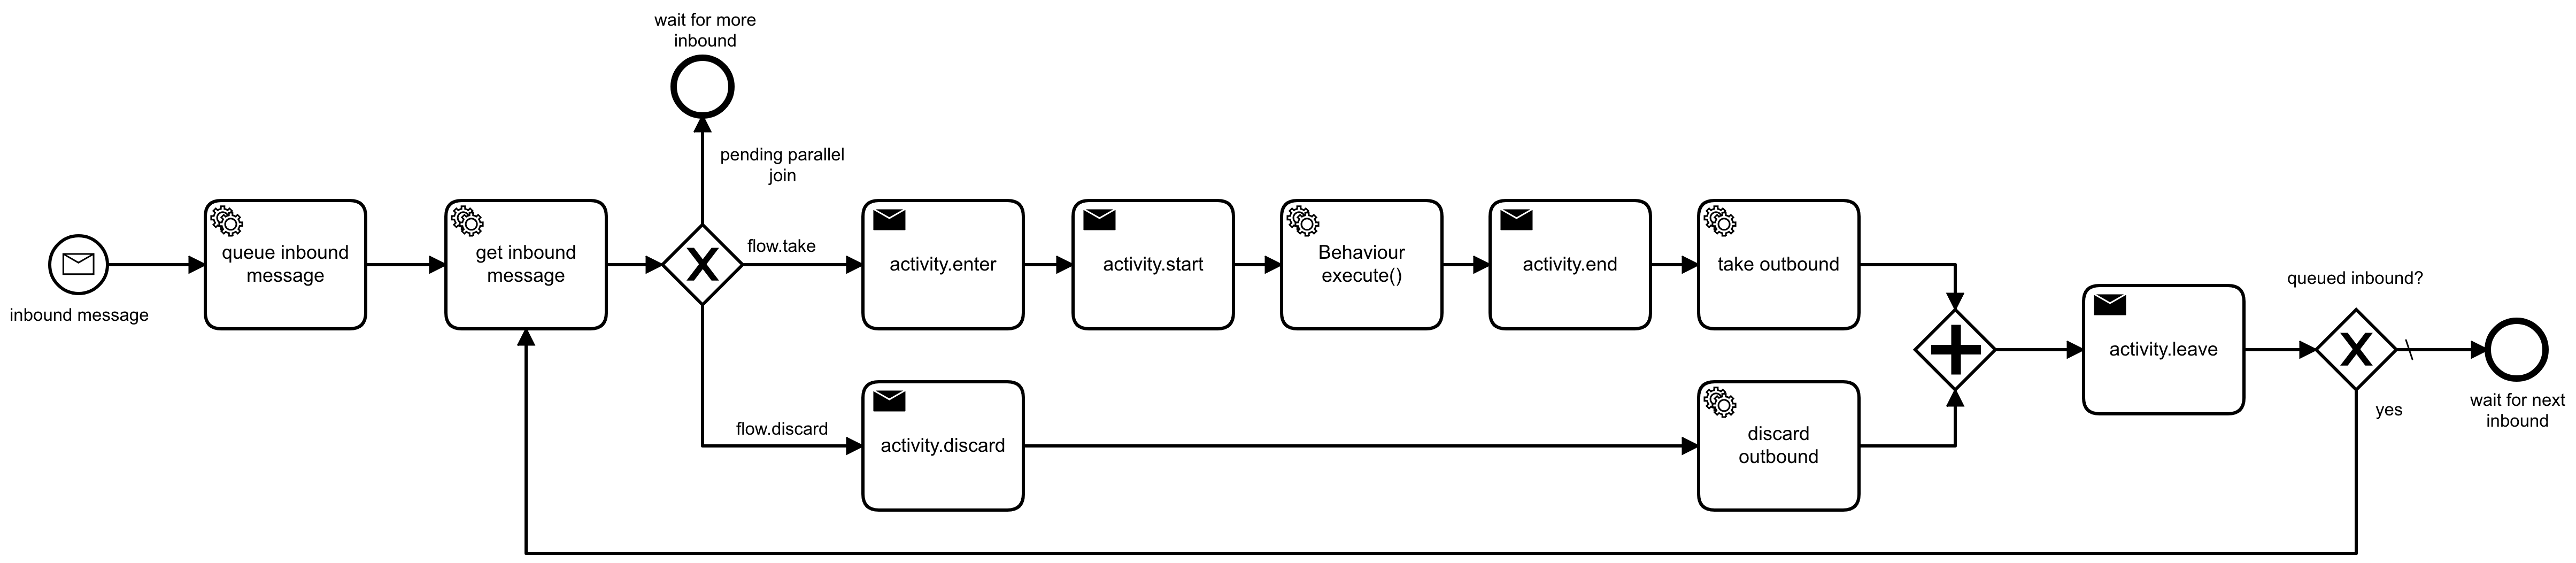 wait for more
inbound
pending parallel
join
inbound message
queue inbound
message
get inbound
message
flow.take
activity.enter
activity.start
Behaviour
execute()
activity.end
take outbound
flow.discard
activity.discard
discard
outbound
activity.leave
queued inbound?
yes
wait for next
inbound